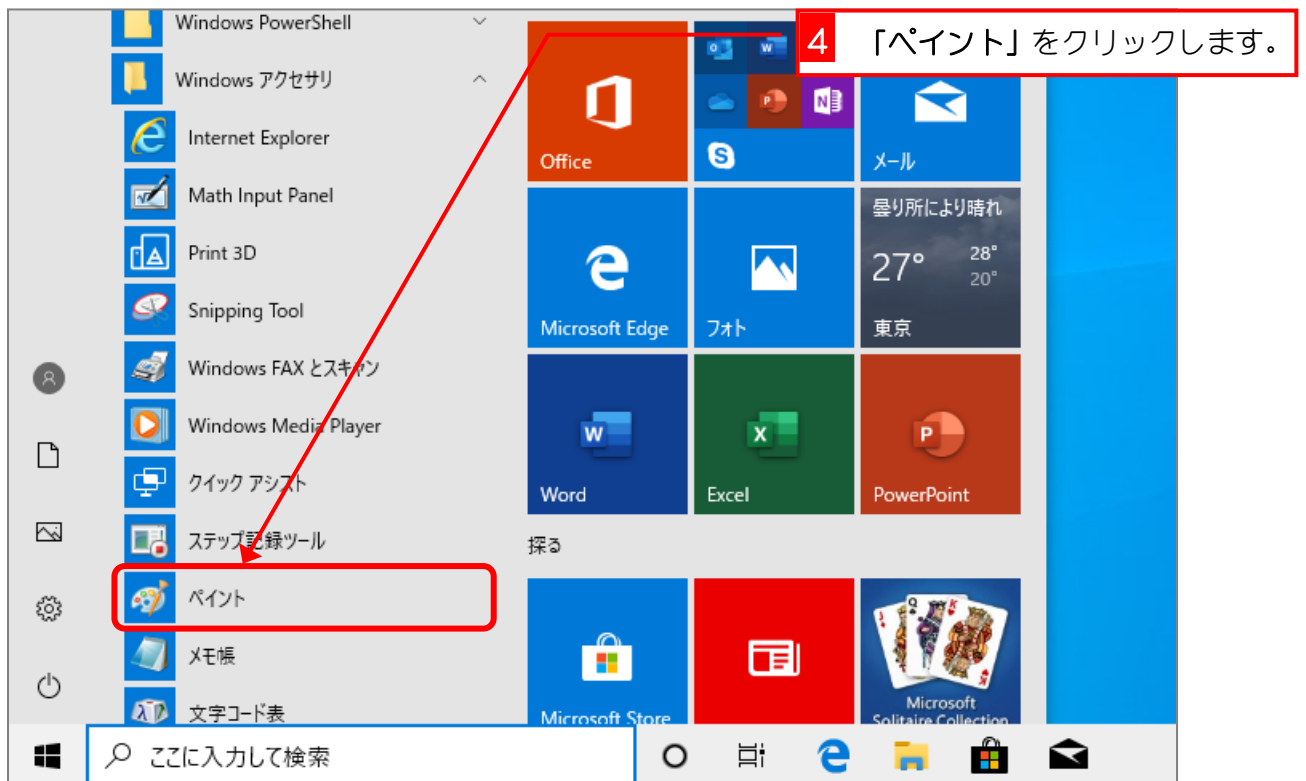 Windows PowerShell
Windows アクセサリ
Internet Explorer
Math Input Panel
Print 3D
Snipping Tool
Windows FAX とスキャン
Windows Media Player
クイック アシスト
ステップ記録ツール
ペイント
メモ帳
文字コード表
4 「ペイント」をクリックします。
Office
メール
Microsoft Edge
フォト
曇り所により晴れ
27° 28°
20°
東京
Word
Excel
PowerPoint
探る
Microsoft Store
Microsoft
Solitaire Collection
ここに入力して検索